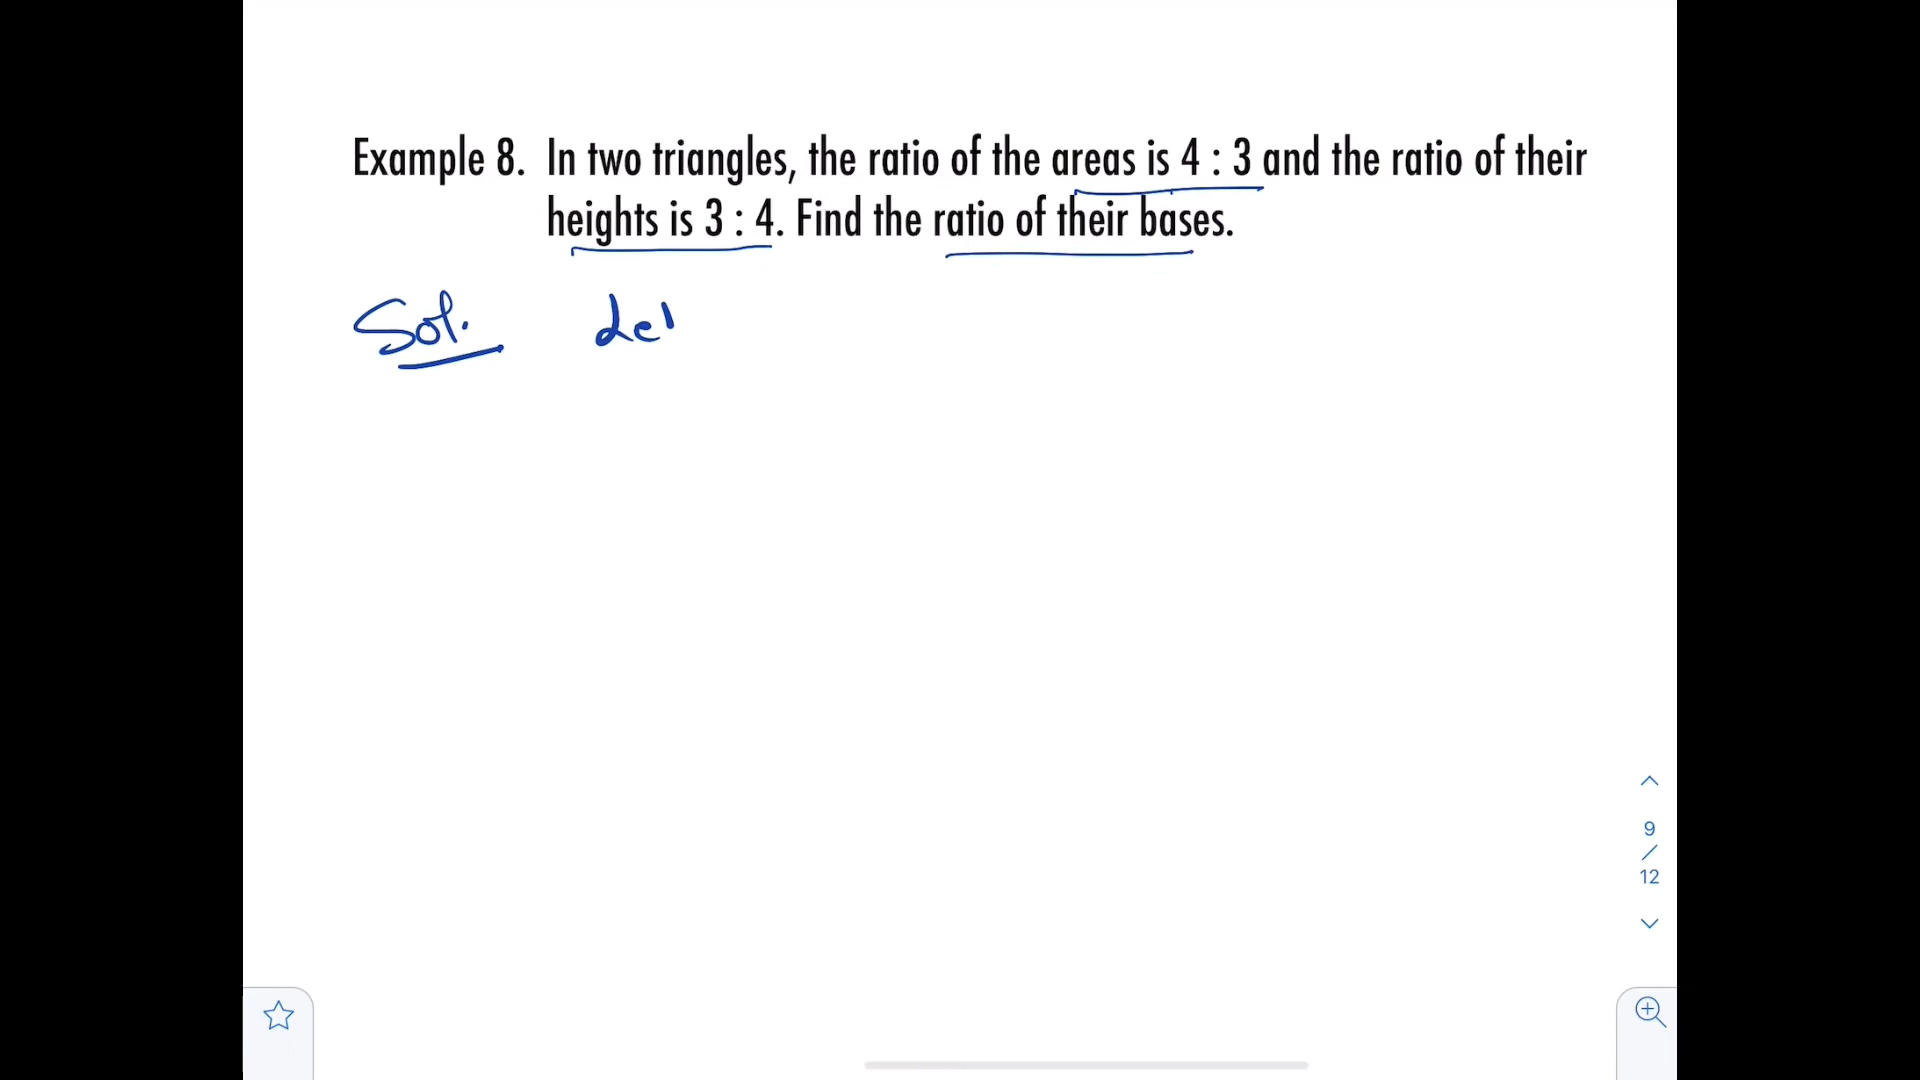 Example 8. In two triangles, the ratio of the areas is 4 : 3 and the ratio of their
heights is 3 : 4. Find the ratio of their bases.
Sol. Le
9
/
12